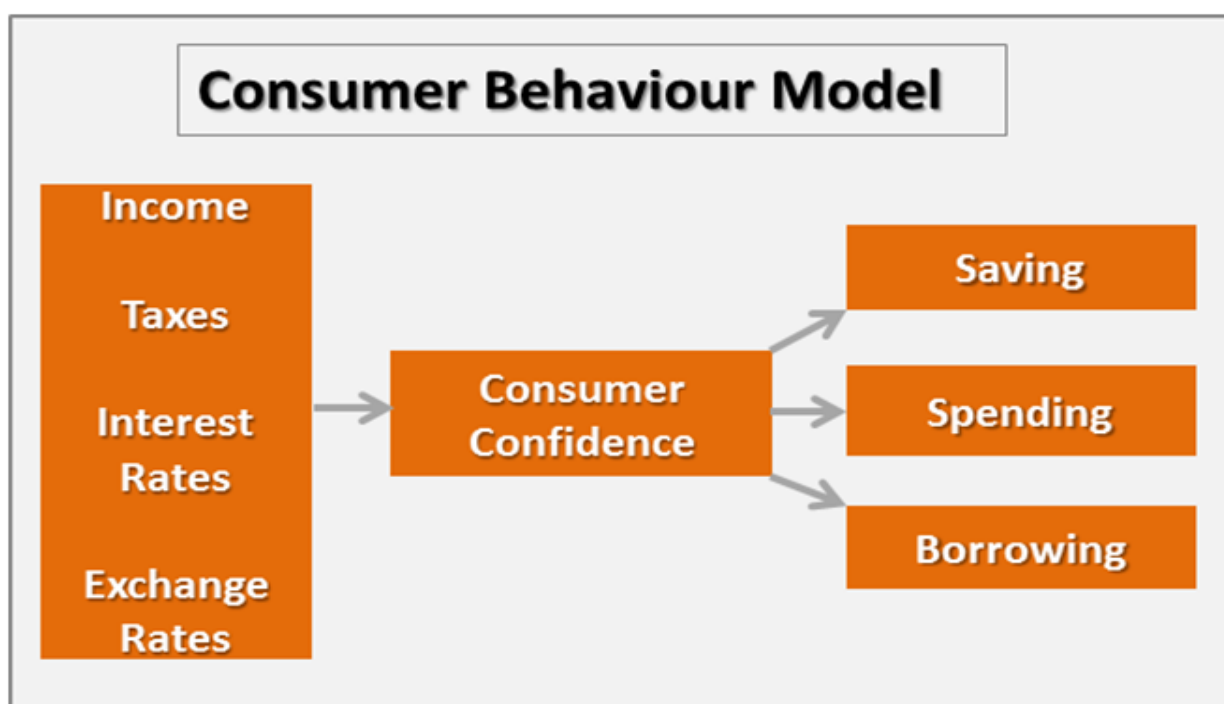 Consumer Behaviour Model
Income
Taxes
Interest
Rates
Exchange
Rates
Consumer
Confidence
Saving
Spending
Borrowing